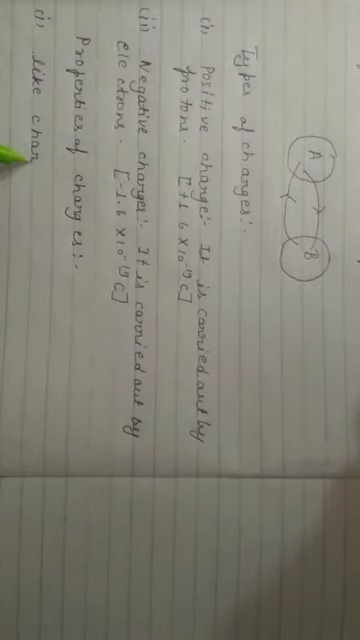 A
B
Types of charges:-
(i) Positive charge:- It is carried out by
protons. [+1.6 x 10-19 C]
(ii) Negative charge:- It is carried out by
electrons. [-1.6 x 10-19 C]
Properties of charges:-
(i) like char